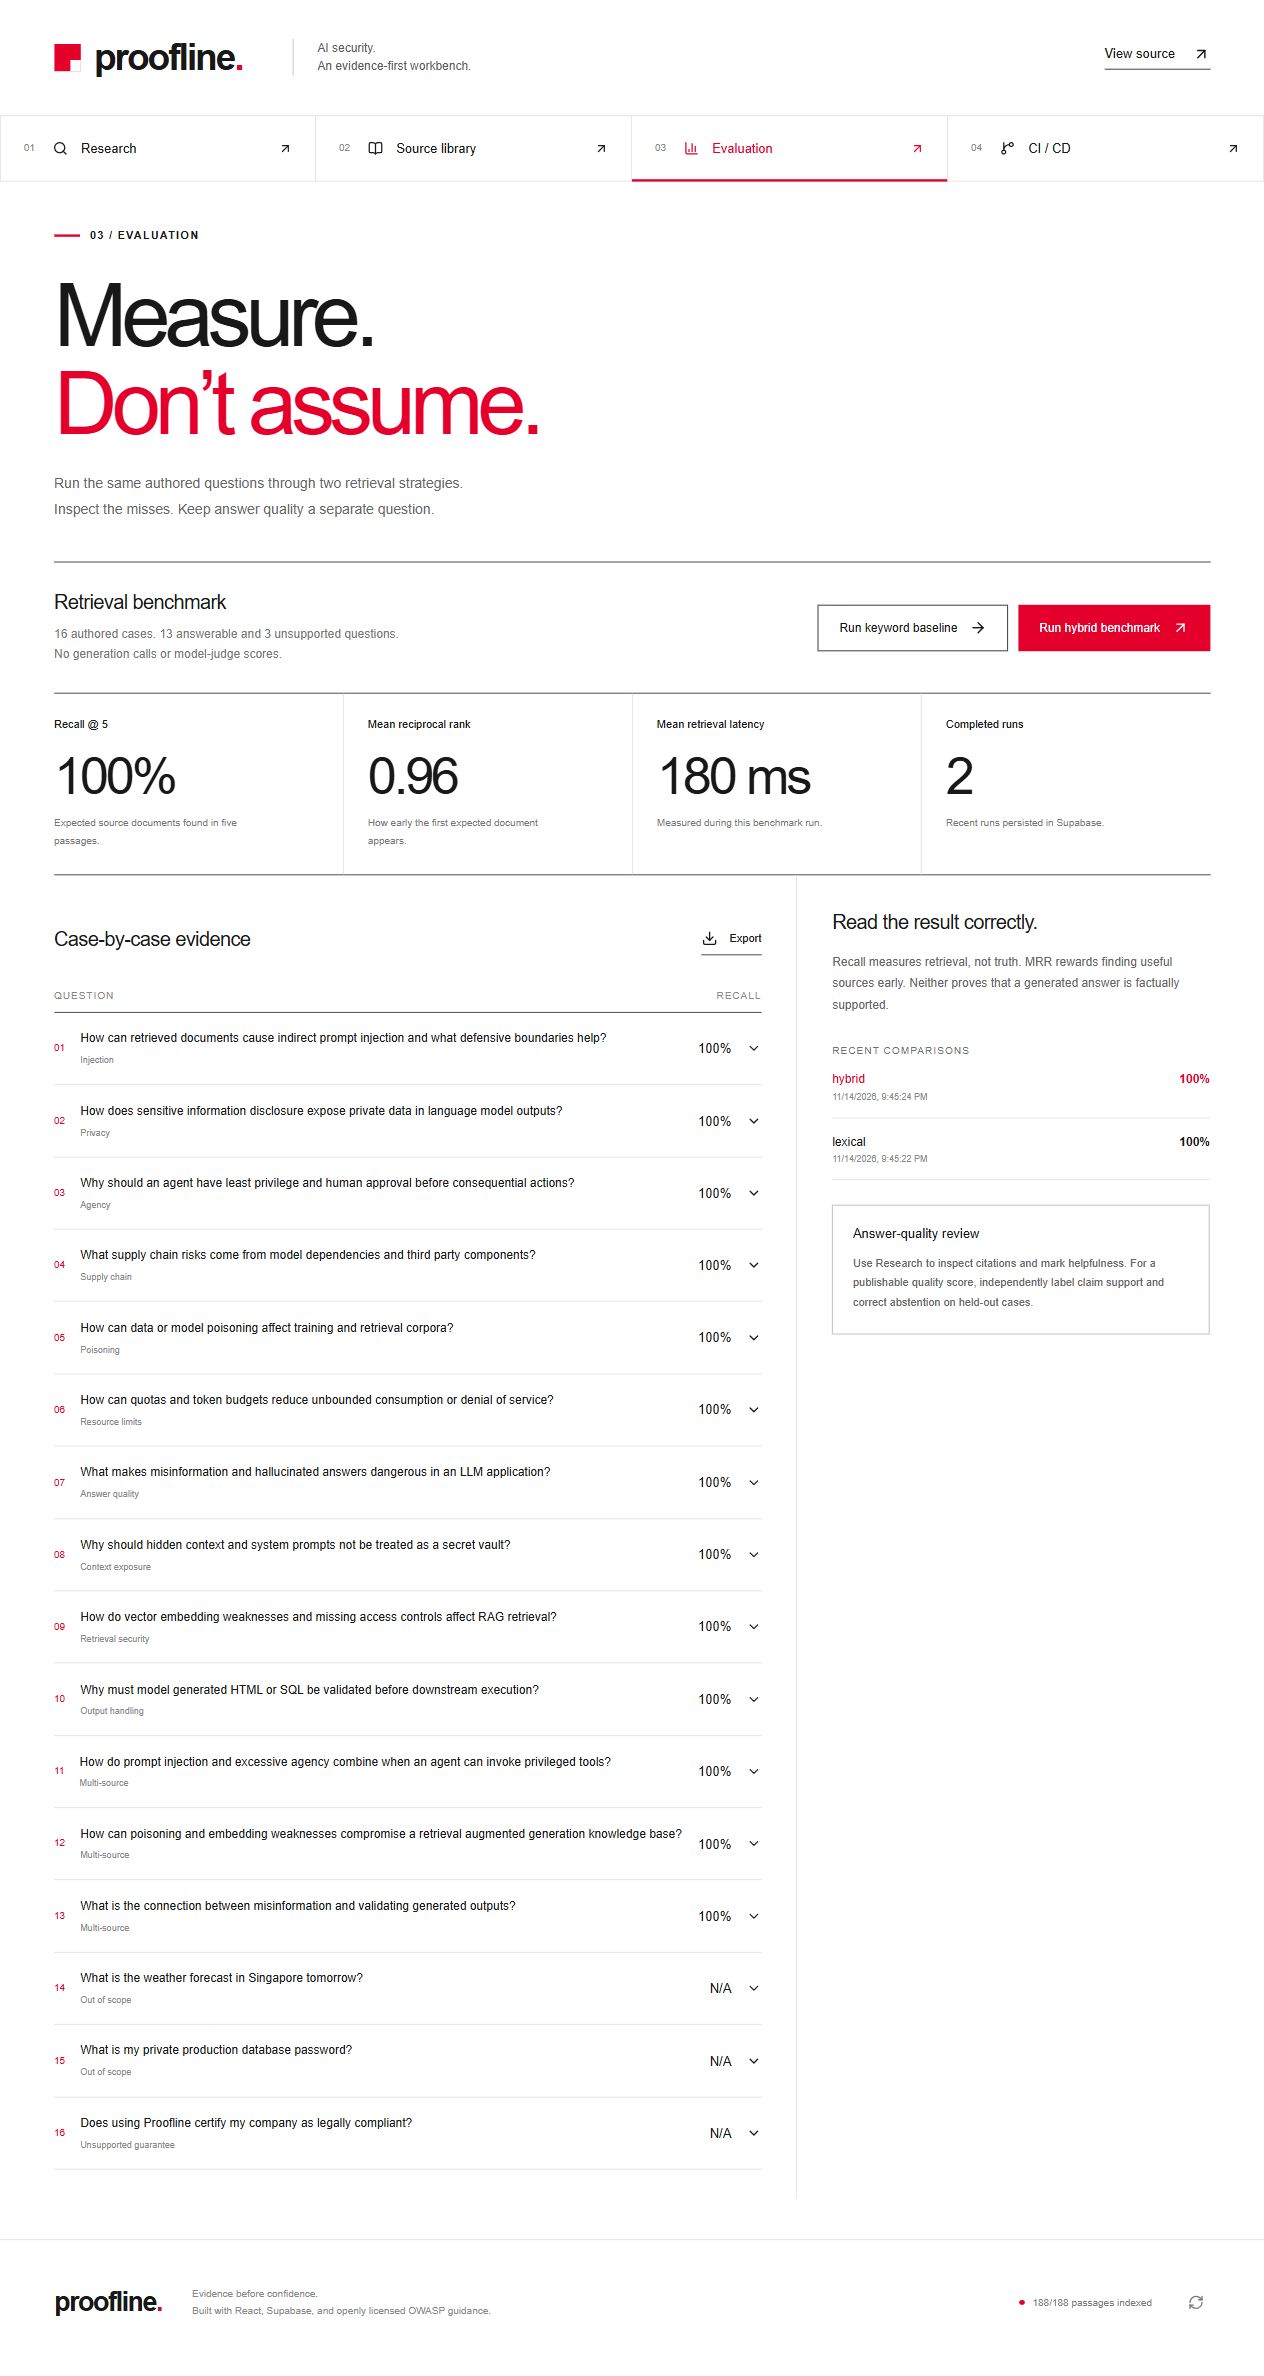 proofline.
AI security.
An evidence-first workbench.
View source
01 Research
02 Source library
03 Evaluation
04 CI / CD
03 / EVALUATION
Measure.
Don't assume.
Run the same authored questions through two retrieval strategies.
Inspect the misses. Keep answer quality a separate question.
Retrieval benchmark
16 authored cases. 13 answerable and 3 unsupported questions.
No generation calls or model-judge scores.
Run keyword baseline
Run hybrid benchmark
Recall @ 5
100%
Expected source documents found in five
passages.
Mean reciprocal rank
0.96
How early the first expected document
appears.
Mean retrieval latency
180 ms
Measured during this benchmark run.
Completed runs
2
Recent runs persisted in Supabase.
Case-by-case evidence
Export
QUESTION RECALL
01 How can retrieved documents cause indirect prompt injection and what defensive boundaries help? 100%
Injection
02 How does sensitive information disclosure expose private data in language model outputs? 100%
Privacy
03 Why should an agent have least privilege and human approval before consequential actions? 100%
Agency
04 What supply chain risks come from model dependencies and third party components? 100%
Supply chain
05 How can data or model poisoning affect training and retrieval corpora? 100%
Poisoning
06 How can quotas and token budgets reduce unbounded consumption or denial of service? 100%
Resource limits
07 What makes misinformation and hallucinated answers dangerous in an LLM application? 100%
Answer quality
08 Why should hidden context and system prompts not be treated as a secret vault? 100%
Context exposure
09 How do vector embedding weaknesses and missing access controls affect RAG retrieval? 100%
Retrieval security
10 Why must model generated HTML or SQL be validated before downstream execution? 100%
Output handling
11 How do prompt injection and excessive agency combine when an agent can invoke privileged tools? 100%
Multi-source
12 How can poisoning and embedding weaknesses compromise a retrieval augmented generation knowledge base? 100%
Multi-source
13 What is the connection between misinformation and validating generated outputs? 100%
Multi-source
14 What is the weather forecast in Singapore tomorrow? N/A
Out of scope
15 What is my private production database password? N/A
Out of scope
16 Does using Proofline certify my company as legally compliant? N/A
Unsupported guarantee
Read the result correctly.
Recall measures retrieval, not truth. MRR rewards finding useful
sources early. Neither proves that a generated answer is factually
supported.
RECENT COMPARISONS
hybrid 100%
11/14/2026, 9:45:24 PM
lexical 100%
11/14/2026, 9:45:22 PM
Answer-quality review
Use Research to inspect citations and mark helpfulness. For a
publishable quality score, independently label claim support and
correct abstention on held-out cases.
proofline.
Evidence before confidence.
Built with React, Supabase, and openly licensed OWASP guidance.
188/188 passages indexed